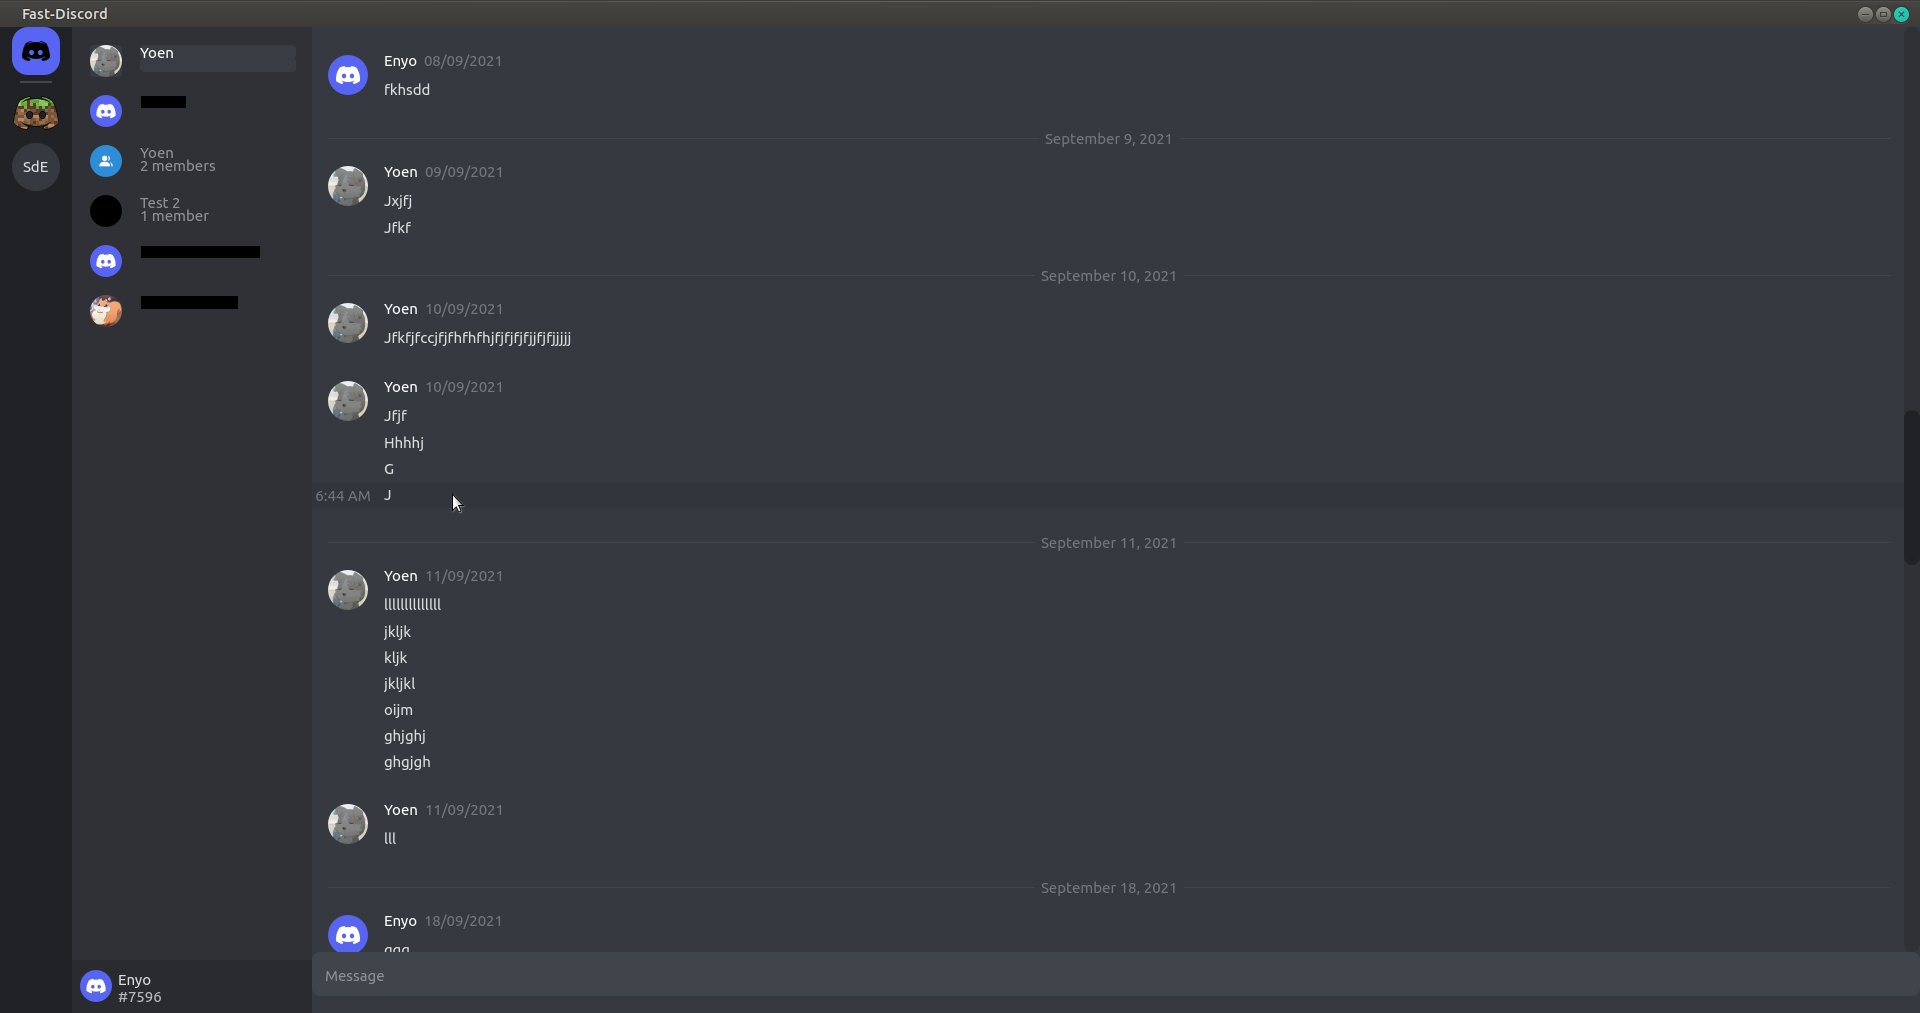 Fast-Discord
Yoen
Yoen
2 members
Test 2
1 member
SdE
Enyo
#7596
Enyo 08/09/2021
fkhsdd
September 9, 2021
Yoen 09/09/2021
Jxjfj
Jfkf
September 10, 2021
Yoen 10/09/2021
Jfkfjfccjfjfhfhfhjfjfjfjfjjfjfjjjjj
Yoen 10/09/2021
Jfjf
Hhhhj
G
6:44 AM J
September 11, 2021
Yoen 11/09/2021
llllllllllllll
jkljk
kljk
jkljkl
oijm
ghjghj
ghgjgh
Yoen 11/09/2021
lll
September 18, 2021
Enyo 18/09/2021
Message